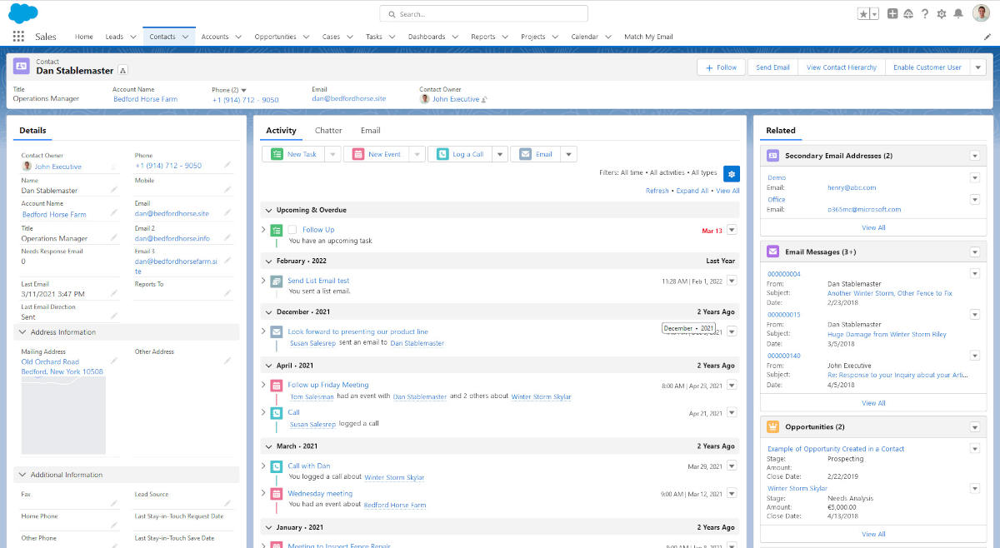 Search...
Sales
Home
Leads
Contacts
Accounts
Opportunities
Cases
Tasks
Dashboards
Reports
Projects
Calendar
Match My Email
Contact
Dan Stablemaster
Follow
Send Email
View Contact Hierarchy
Enable Customer User
Title
Operations Manager
Account Name
Bedford Horse Farm
Phone (2)
+1 (914) 712 - 9050
Email
dan@bedfordhorse.site
Contact Owner
John Executive
Details
Contact Owner
John Executive
Phone
+1 (914) 712 - 9050
Name
Dan Stablemaster
Mobile
Account Name
Bedford Horse Farm
Email
dan@bedfordhorse.site
Title
Operations Manager
Email 2
dan@bedfordhorse.info
Needs Response Email
0
Email 3
dan@bedfordhorsefarm.si
te
Last Email
3/11/2021 3:47 PM
Reports To
Last Email Direction
Sent
Address Information
Mailing Address
Old Orchard Road
Bedford, New York 10508
Other Address
Additional Information
Fax
Lead Source
Home Phone
Last Stay-in-Touch Request Date
Other Phone
Last Stay-in-Touch Save Date
Activity
Chatter
Email
New Task
New Event
Log a Call
Email
Filters: All time • All activities • All types
Refresh • Expand All • View All
Upcoming & Overdue
Follow Up
Mar 13
You have an upcoming task
February • 2022
Last Year
Send List Email test
11:28 AM | Feb 1, 2022
You sent a list email.
December • 2021
2 Years Ago
December • 2021
Look forward to presenting our product line
2021
Susan Salesrep sent an email to Dan Stablemaster
April • 2021
2 Years Ago
Follow up Friday Meeting
8:00 AM | Apr 23, 2021
Tom Salesman had an event with Dan Stablemaster and 2 others about Winter Storm Skylar
Call
Apr 21, 2021
Susan Salesrep logged a call
March • 2021
2 Years Ago
Call with Dan
Mar 29, 2021
You logged a call about Winter Storm Skylar
Wednesday meeting
9:00 AM | Mar 12, 2021
You had an event about Bedford Horse Farm
January • 2021
2 Years Ago
Meeting to Inspect Fence Repair
8:00 AM | Jan 8, 2021
Related
Secondary Email Addresses (2)
Demo
Email: henry@abc.com
Office
Email: o365mc@microsoft.com
View All
Email Messages (3+)
000000004
From: Dan Stablemaster
Subject: Another Winter Storm, Other Fence to Fix
Date: 2/23/2018
000000015
From: Dan Stablemaster
Subject: Huge Damage from Winter Storm Riley
Date: 3/5/2018
000000140
From: John Executive
Subject: Re: Response to your Inquiry about your Arti...
Date: 4/5/2018
View All
Opportunities (2)
Example of Opportunity Created in a Contact
Stage: Prospecting
Amount:
Close Date: 2/22/2019
Winter Storm Skylar
Stage: Needs Analysis
Amount: €5,000.00
Close Date: 4/13/2018
View All